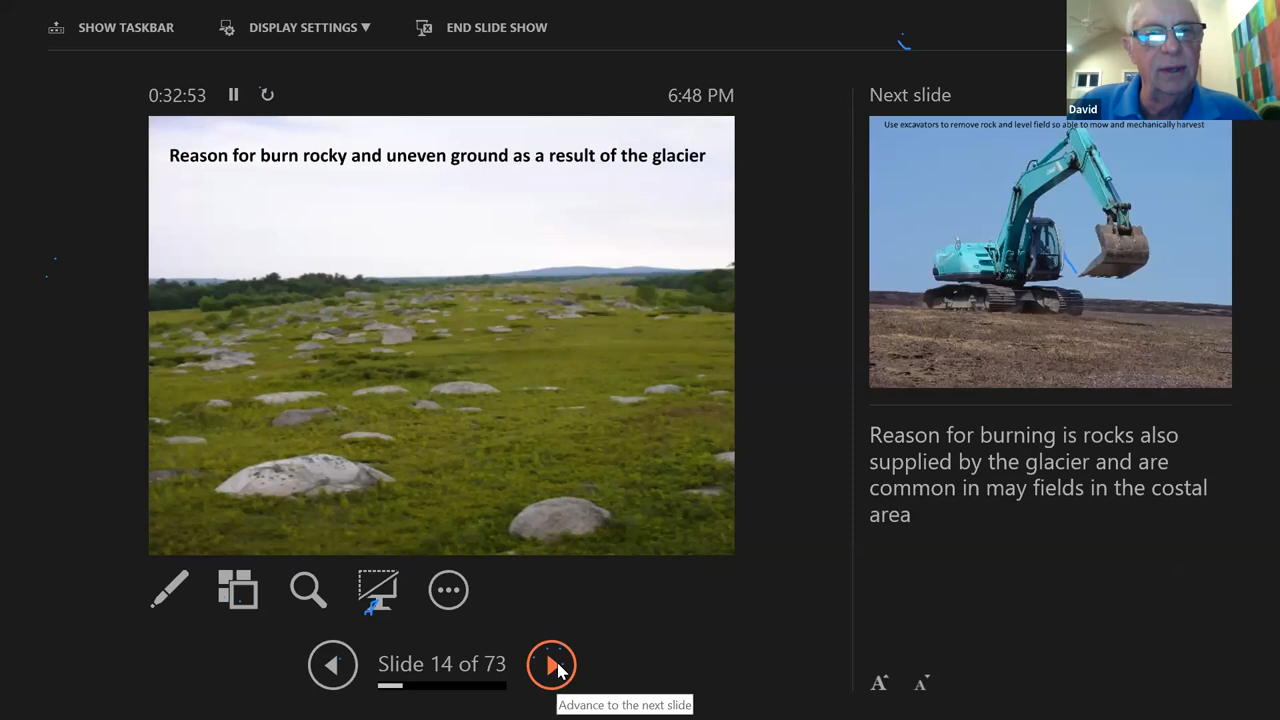 SHOW TASKBAR
DISPLAY SETTINGS ▼
END SLIDE SHOW
David
0:32:53
6:48 PM
Next slide
Reason for burn rocky and uneven ground as a result of the glacier
Use excavators to remove rock and level field so able to mow and mechanically harvest
Reason for burning is rocks also
supplied by the glacier and are
common in may fields in the costal
area
Slide 14 of 73
Advance to the next slide
A A